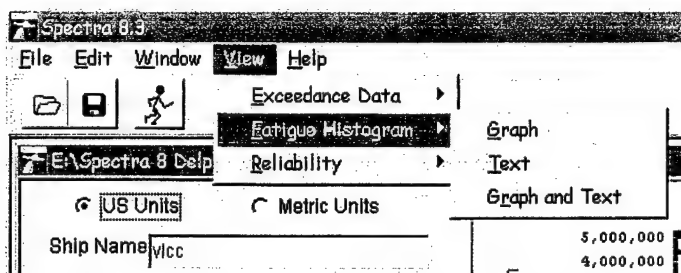 Spectra 8.3
File Edit Window View Help
Exceedance Data
Fatigue Histogram
Reliability
Graph
Text
Graph and Text
E:\Spectra 8 Delp
US Units Metric Units
Ship Name vlcc
5,000,000
4,000,000